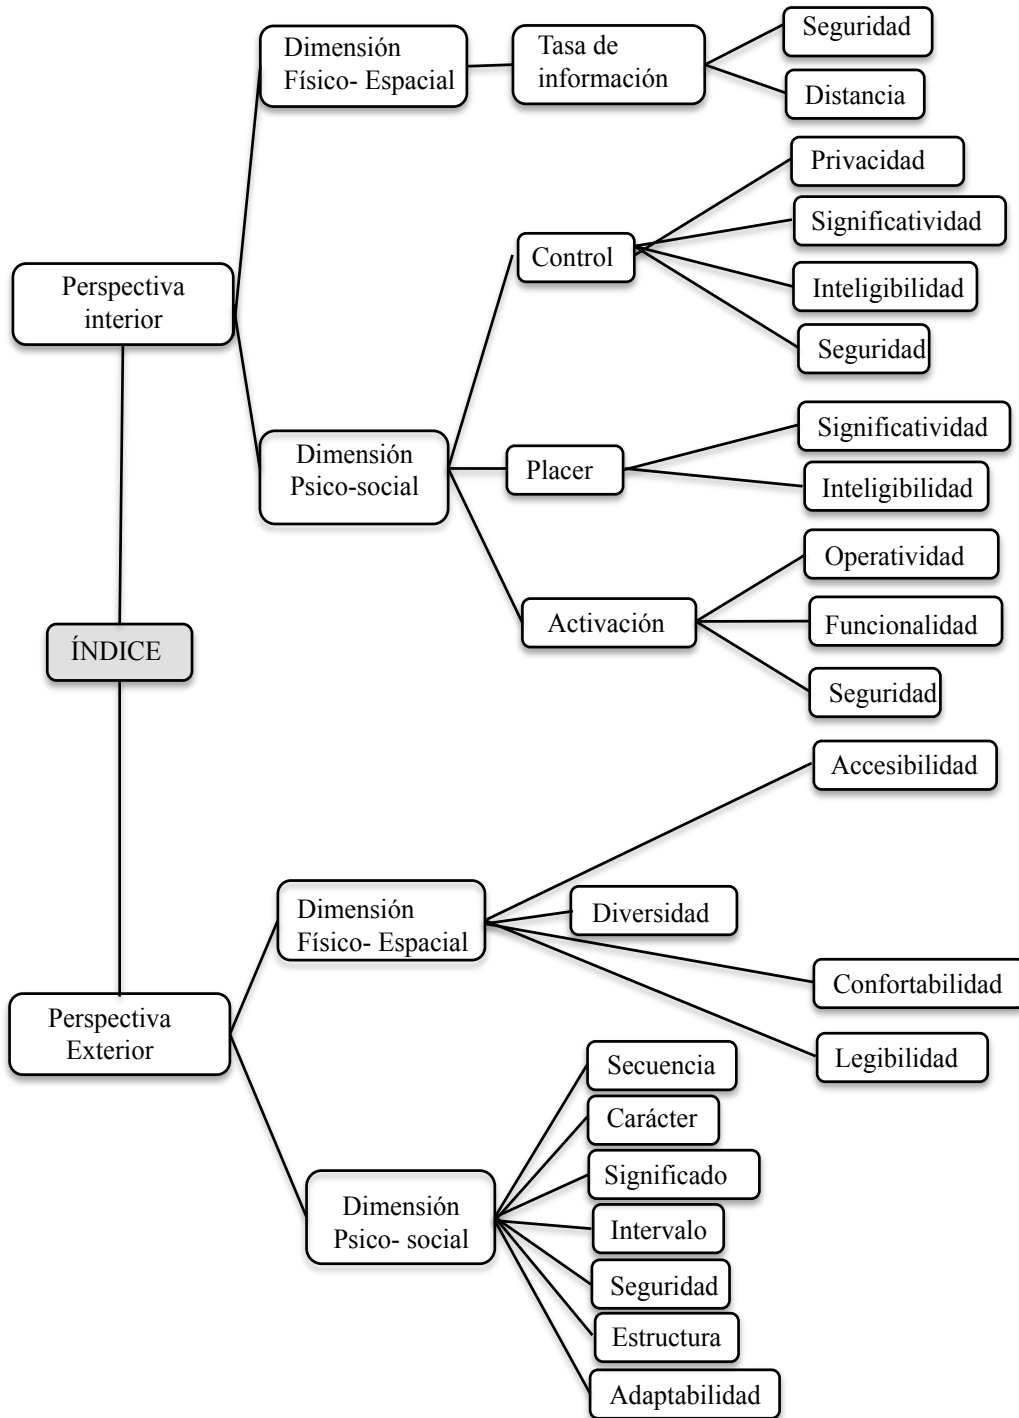 Dimensión
Físico- Espacial
Tasa de
información
Seguridad
Distancia
Privacidad
Significatividad
Control
Inteligibilidad
Seguridad
Perspectiva
interior
Significatividad
Dimensión
Psico-social
Placer
Inteligibilidad
Operatividad
Activación
Funcionalidad
Seguridad
ÍNDICE
Accesibilidad
Dimensión
Físico- Espacial
Diversidad
Confortabilidad
Legibilidad
Perspectiva
Exterior
Secuencia
Carácter
Significado
Dimensión
Psico- social
Intervalo
Seguridad
Estructura
Adaptabilidad